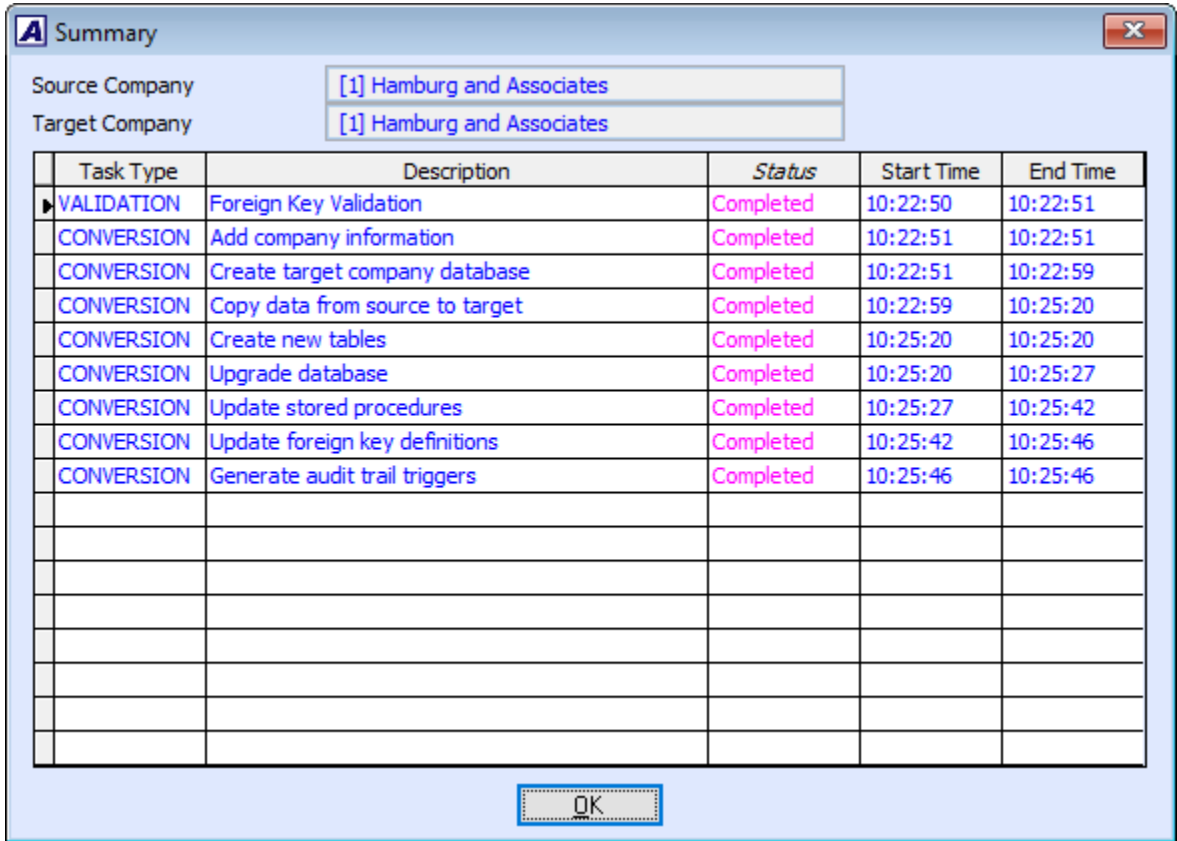 A Summary
Source Company [1] Hamburg and Associates
Target Company [1] Hamburg and Associates
Task Type Description Status Start Time End Time
VALIDATION Foreign Key Validation Completed 10:22:50 10:22:51
CONVERSION Add company information Completed 10:22:51 10:22:51
CONVERSION Create target company database Completed 10:22:51 10:22:59
CONVERSION Copy data from source to target Completed 10:22:59 10:25:20
CONVERSION Create new tables Completed 10:25:20 10:25:20
CONVERSION Upgrade database Completed 10:25:20 10:25:27
CONVERSION Update stored procedures Completed 10:25:27 10:25:42
CONVERSION Update foreign key definitions Completed 10:25:42 10:25:46
CONVERSION Generate audit trail triggers Completed 10:25:46 10:25:46
OK